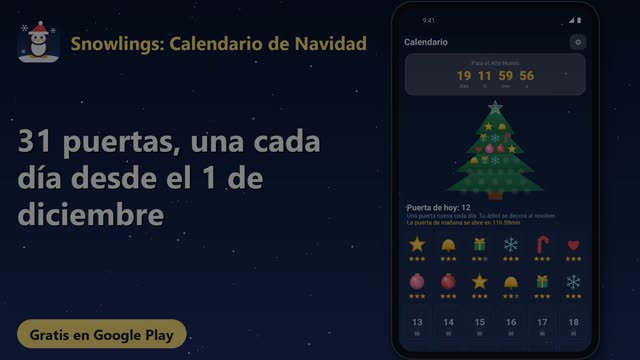 Snowlings: Calendario de Navidad
31 puertas, una cada
día desde el 1 de
diciembre
Gratis en Google Play
9:41
Calendario
Para el Año Nuevo
19 11 59 56
días h min s
Puerta de hoy: 12
Una puerta nueva cada día. Tu árbol se decora al resolver.
La puerta de mañana se abre en 11h 59min
13 14 15 16 17 18